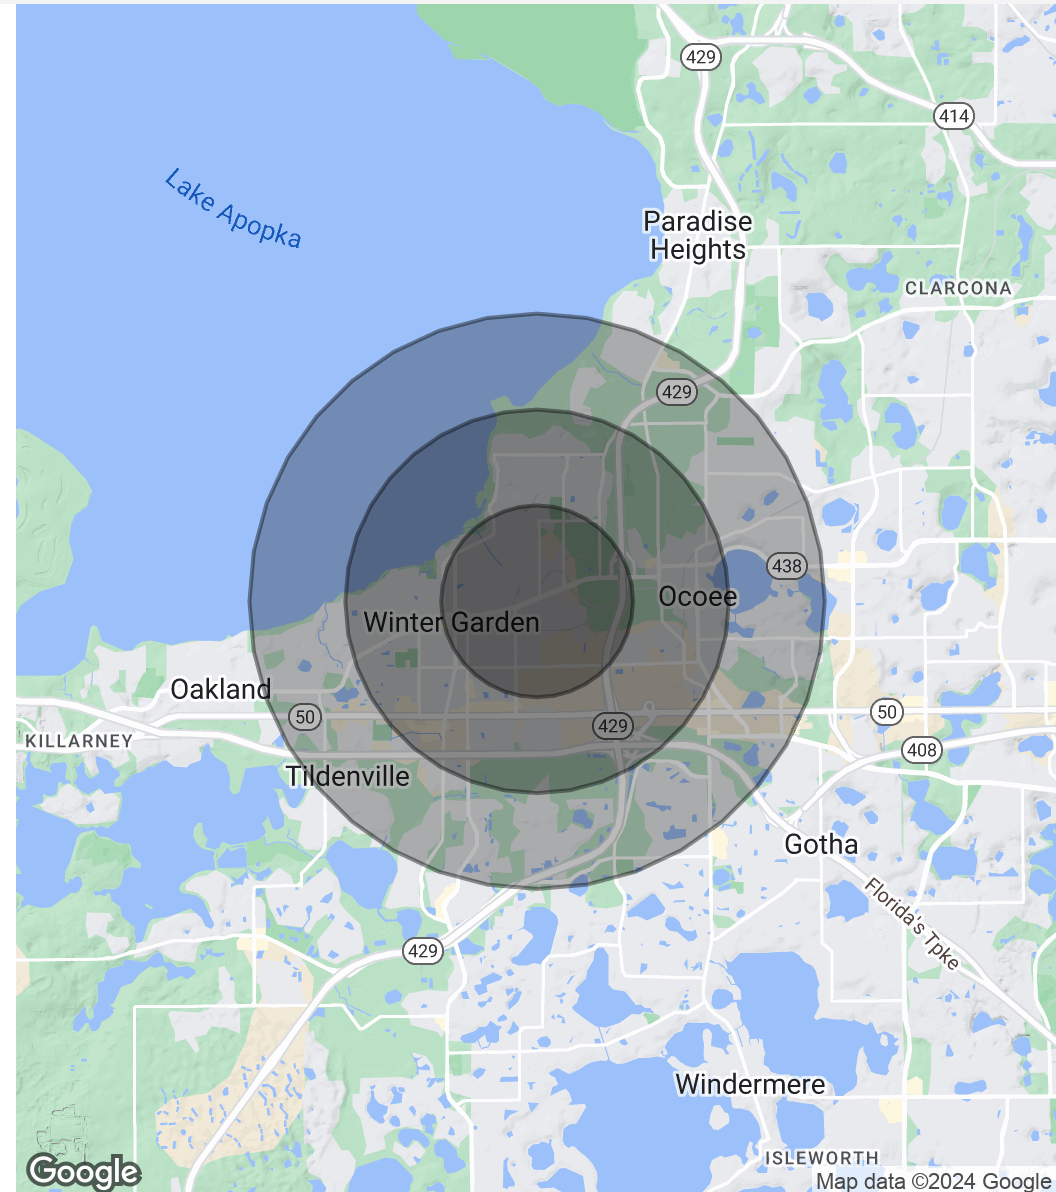 429
414
Lake Apopka
Paradise
Heights
CLARCONA
429
438
Ocoee
Winter Garden
Oakland
50
429
50
KILLARNEY
408
Tildenville
Gotha
Florida's Tpke
429
Windermere
ISLEWORTH
Google
Map data ©2024 Google